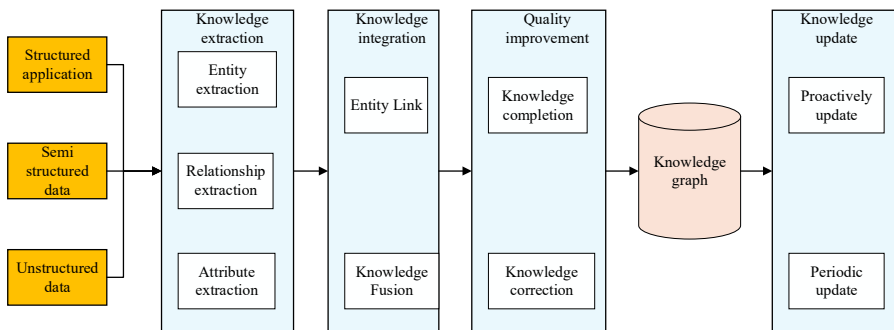 Structured
application
Semi
structured
data
Unstructured
data
Knowledge
extraction
Entity
extraction
Relationship
extraction
Attribute
extraction
Knowledge
integration
Entity Link
Knowledge
Fusion
Quality
improvement
Knowledge
completion
Knowledge
correction
Knowledge
graph
Knowledge
update
Proactively
update
Periodic
update